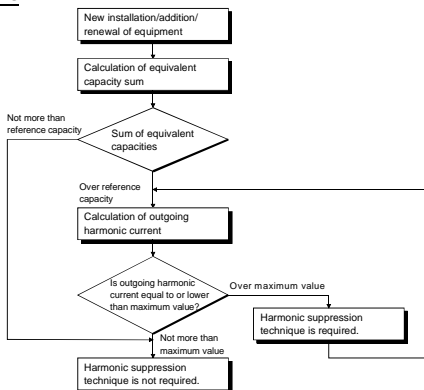 New installation/addition/
renewal of equipment
Calculation of equivalent
capacity sum
Not more than
reference capacity
Sum of equivalent
capacities
Over reference
capacity
Calculation of outgoing
harmonic current
Is outgoing harmonic
current equal to or lower
than maximum value?
Over maximum value
Harmonic suppression
technique is required.
Not more than
maximum value
Harmonic suppression
technique is not required.